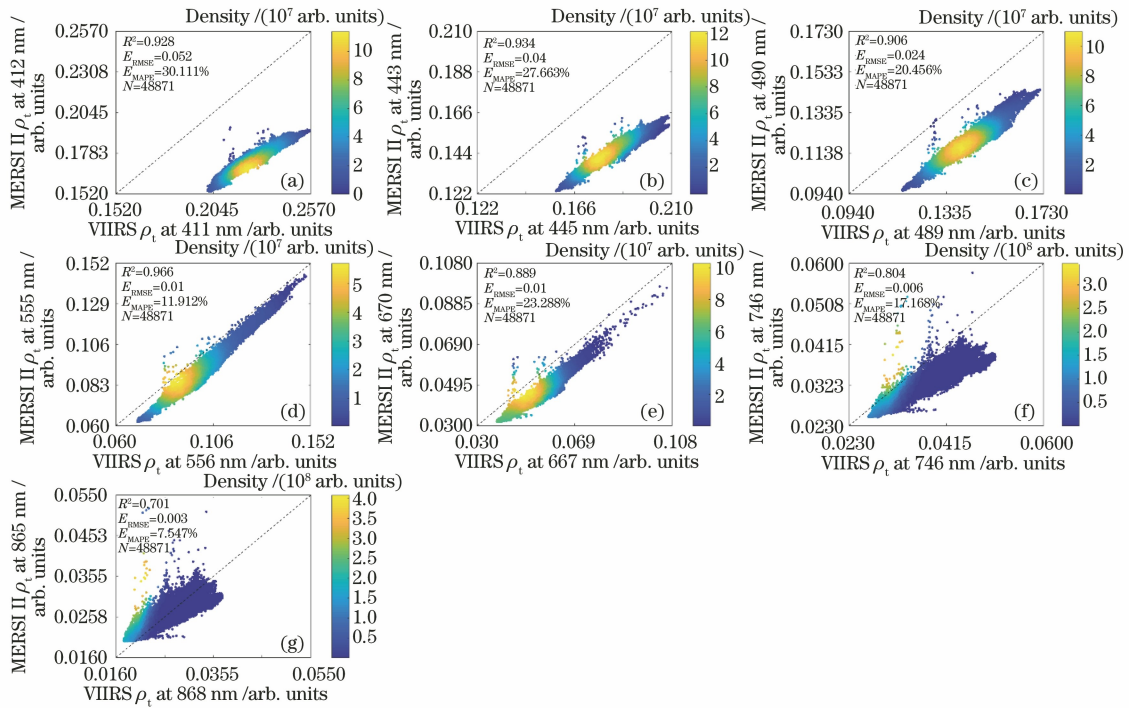 Density /(10⁷ arb. units)
MERSI II ρt at 412 nm /
arb. units
0.2570
0.2308
0.2045
0.1783
0.1520
R²=0.928
ERMSE=0.052
EMAPE=30.111%
N=48871
(a)
10
8
6
4
2
0
0.1520 0.2045 0.2570
VIIRS ρt at 411 nm /arb. units
Density /(10⁷ arb. units)
MERSI II ρt at 443 nm /
arb. units
0.210
0.188
0.166
0.144
0.122
R²=0.934
ERMSE=0.04
EMAPE=27.663%
N=48871
(b)
12
10
8
6
4
2
0.122 0.166 0.210
VIIRS ρt at 445 nm /arb. units
Density /(10⁷ arb. units)
MERSI II ρt at 490 nm /
arb. units
0.1730
0.1533
0.1335
0.1138
0.0940
R²=0.906
ERMSE=0.024
EMAPE=20.456%
N=48871
(c)
10
8
6
4
2
0
0.0940 0.1335 0.1730
VIIRS ρt at 489 nm /arb. units
Density /(10⁷ arb. units)
MERSI II ρt at 555 nm /
arb. units
0.152
0.129
0.106
0.083
0.060
R²=0.966
ERMSE=0.01
EMAPE=11.912%
N=48871
(d)
5
4
3
2
1
0.060 0.106 0.152
VIIRS ρt at 556 nm /arb. units
Density /(10⁷ arb. units)
MERSI II ρt at 670 nm /
arb. units
0.1080
0.0885
0.0690
0.0495
0.0300
R²=0.889
ERMSE=0.01
EMAPE=23.288%
N=48871
(e)
10
8
6
4
2
0.030 0.069 0.108
VIIRS ρt at 667 nm /arb. units
Density /(10⁸ arb. units)
MERSI II ρt at 746 nm /
arb. units
0.0600
0.0508
0.0415
0.0323
0.0230
R²=0.804
ERMSE=0.006
EMAPE=17.168%
N=48871
(f)
3.0
2.5
2.0
1.5
1.0
0.5
0.0230 0.0415 0.0600
VIIRS ρt at 746 nm /arb. units
Density /(10⁸ arb. units)
MERSI II ρt at 865 nm /
arb. units
0.0550
0.0453
0.0355
0.0258
0.0160
R²=0.701
ERMSE=0.003
EMAPE=7.547%
N=48871
(g)
4.0
3.5
3.0
2.5
2.0
1.5
1.0
0.5
0.0160 0.0355 0.0550
VIIRS ρt at 868 nm /arb. units